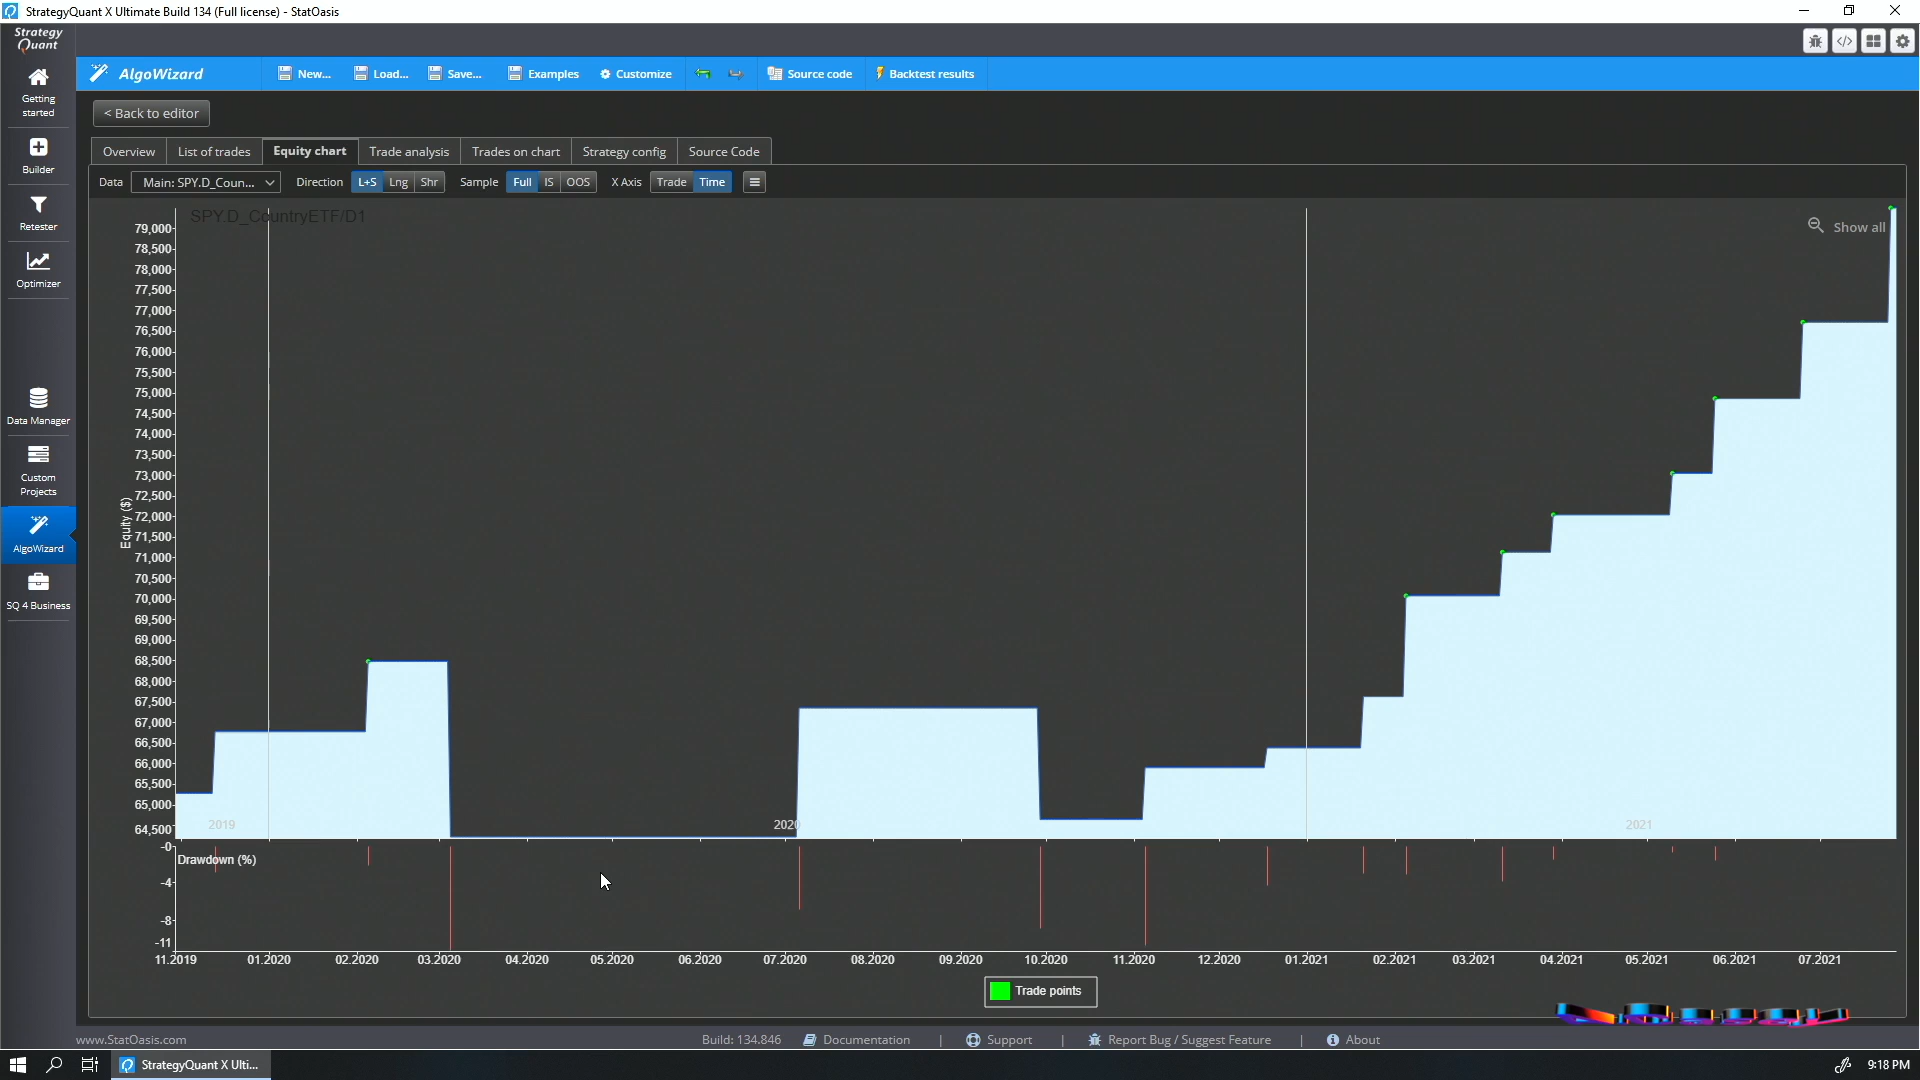 StrategyQuant X Ultimate Build 134 (Full license) - StatOasis
Strategy
Quant
AlgoWizard
New...
Load...
Save...
Examples
Customize
Source code
Backtest results
Getting
started
Builder
Retester
Optimizer
Data Manager
Custom
Projects
AlgoWizard
SQ 4 Business
< Back to editor
Overview
List of trades
Equity chart
Trade analysis
Trades on chart
Strategy config
Source Code
Data
Main: SPY.D_Coun...
Direction
L+S
Lng
Shr
Sample
Full
IS
OOS
X Axis
Trade
Time
SPY.D_CountryETF/D1
Show all
Equity ($)
79,000
78,500
78,000
77,500
77,000
76,500
76,000
75,500
75,000
74,500
74,000
73,500
73,000
72,500
72,000
71,500
71,000
70,500
70,000
69,500
69,000
68,500
68,000
67,500
67,000
66,500
66,000
65,500
65,000
64,500
2019
2020
2021
Drawdown (%)
-0
-4
-8
-11
11.2019
01.2020
02.2020
03.2020
04.2020
05.2020
06.2020
07.2020
08.2020
09.2020
10.2020
11.2020
12.2020
01.2021
02.2021
03.2021
04.2021
05.2021
06.2021
07.2021
Trade points
www.StatOasis.com
Build: 134.846
Documentation
|
Support
|
Report Bug / Suggest Feature
|
About
StrategyQuant X Ulti...
9:18 PM